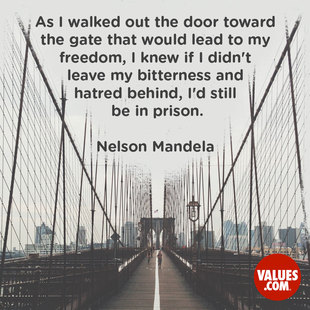 As I walked out the door toward
the gate that would lead to my
freedom, I knew if I didn't
leave my bitterness and
hatred behind, I'd still
be in prison.
Nelson Mandela
VALUES
.COM